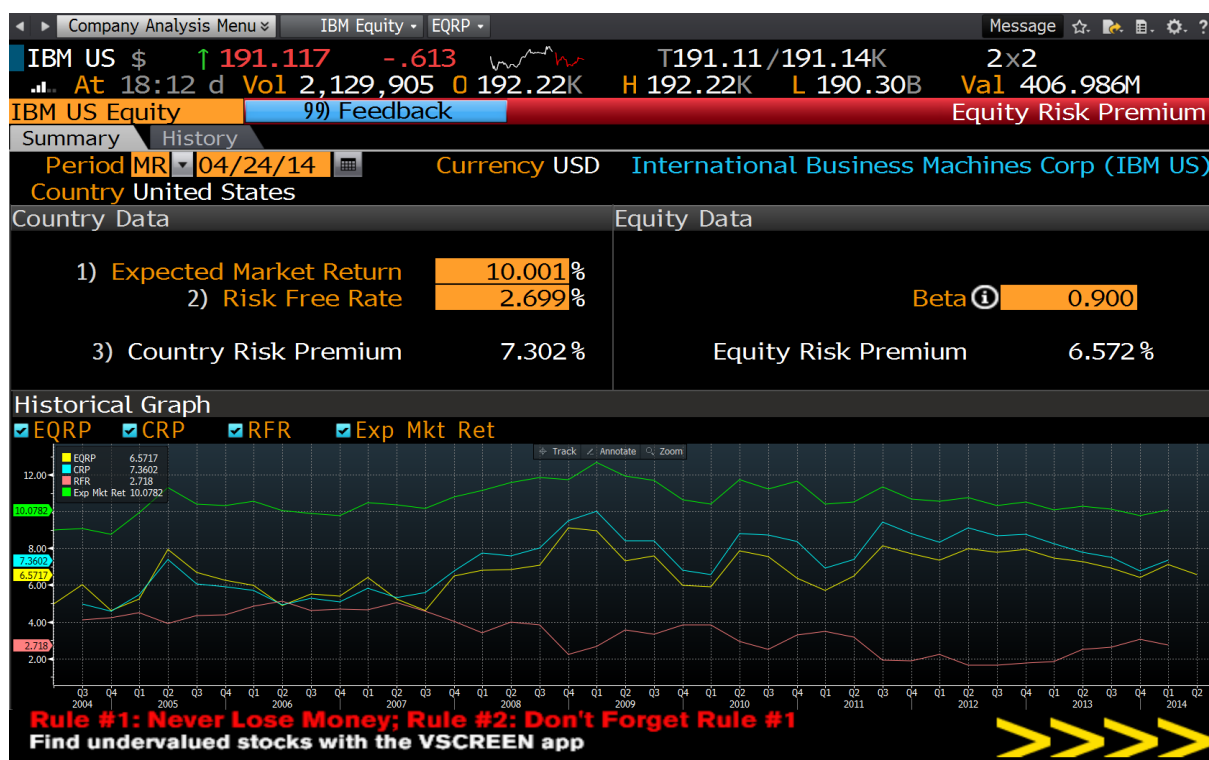 Company Analysis Menu IBM Equity EQRP Message ?
IBM US $ ↑ 191.117 -.613 T191.11/191.14K 2x2
At 18:12 d Vol 2,129,905 O 192.22K H 192.22K L 190.30B Val 406.986M
IBM US Equity 99) Feedback Equity Risk Premium
Summary History
Period MR 04/24/14 Currency USD International Business Machines Corp (IBM US)
Country United States
Country Data Equity Data
1) Expected Market Return 10.001 %
2) Risk Free Rate 2.699 % Beta i 0.900
3) Country Risk Premium 7.302 % Equity Risk Premium 6.572 %
Historical Graph
EQRP CRP RFR Exp Mkt Ret
Track Annotate Zoom
EQRP 6.5717
CRP 7.3602
RFR 2.718
Exp Mkt Ret 10.0782
12.00
10.0782
8.00
7.3602
6.5717
6.00
4.00
2.718
2.00
Q3 Q4 Q1 Q2 Q3 Q4 Q1 Q2 Q3 Q4 Q1 Q2 Q3 Q4 Q1 Q2 Q3 Q4 Q1 Q2 Q3 Q4 Q1 Q2 Q3 Q4 Q1 Q2 Q3 Q4 Q1 Q2 Q3 Q4 Q1 Q2 Q3 Q4 Q1 Q2
2004 2005 2006 2007 2008 2009 2010 2011 2012 2013 2014
Rule #1: Never Lose Money; Rule #2: Don't Forget Rule #1
Find undervalued stocks with the VSCREEN app